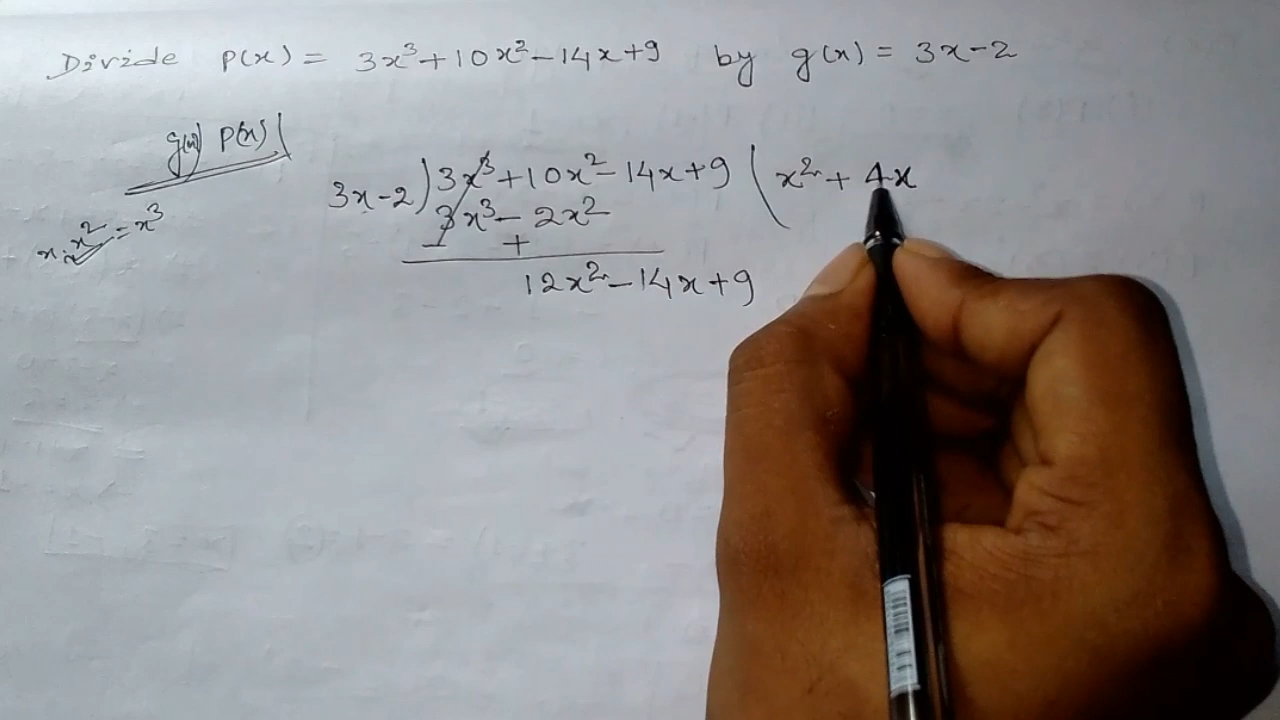 Divide p(x) = 3x³+10x²-14x+9 by g(x) = 3x-2
g(x) p(x)
3x-2) 3x³+10x²-14x+9 ( x²+ 4x
3x³- 2x²
- +
x·x² = x³
12x²-14x+9